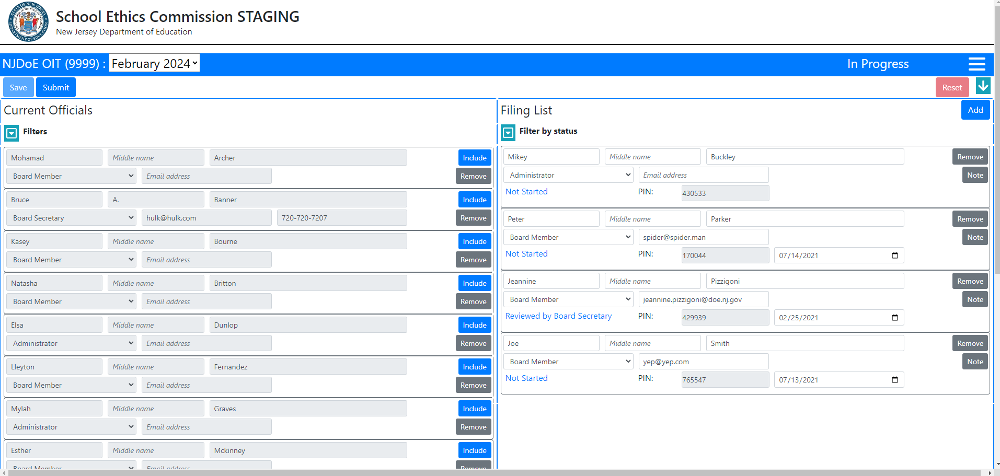 School Ethics Commission STAGING
New Jersey Department of Education
NJDoE OIT (9999) : February 2024 In Progress
Save Submit Reset
Current Officials
Filters
Mohamad Middle name Archer Include
Board Member Email address Remove
Bruce A. Banner Include
Board Secretary hulk@hulk.com 720-720-7207 Remove
Kasey Middle name Bourne Include
Board Member Email address Remove
Natasha Middle name Britton Include
Board Member Email address Remove
Elsa Middle name Dunlop Include
Administrator Email address Remove
Lleyton Middle name Fernandez Include
Board Member Email address Remove
Mylah Middle name Graves Include
Administrator Email address Remove
Esther Middle name Mckinney Include
Board Member Email address Remove
Filing List Add
Filter by status
Mikey Middle name Buckley Remove
Administrator Email address Note
Not Started PIN: 430533
Peter Middle name Parker Remove
Board Member spider@spider.man Note
Not Started PIN: 170044 07/14/2021
Jeannine Middle name Pizzigoni Remove
Board Member jeannine.pizzigoni@doe.nj.gov Note
Reviewed by Board Secretary PIN: 429939 02/25/2021
Joe Middle name Smith Remove
Board Member yep@yep.com Note
Not Started PIN: 765547 07/13/2021